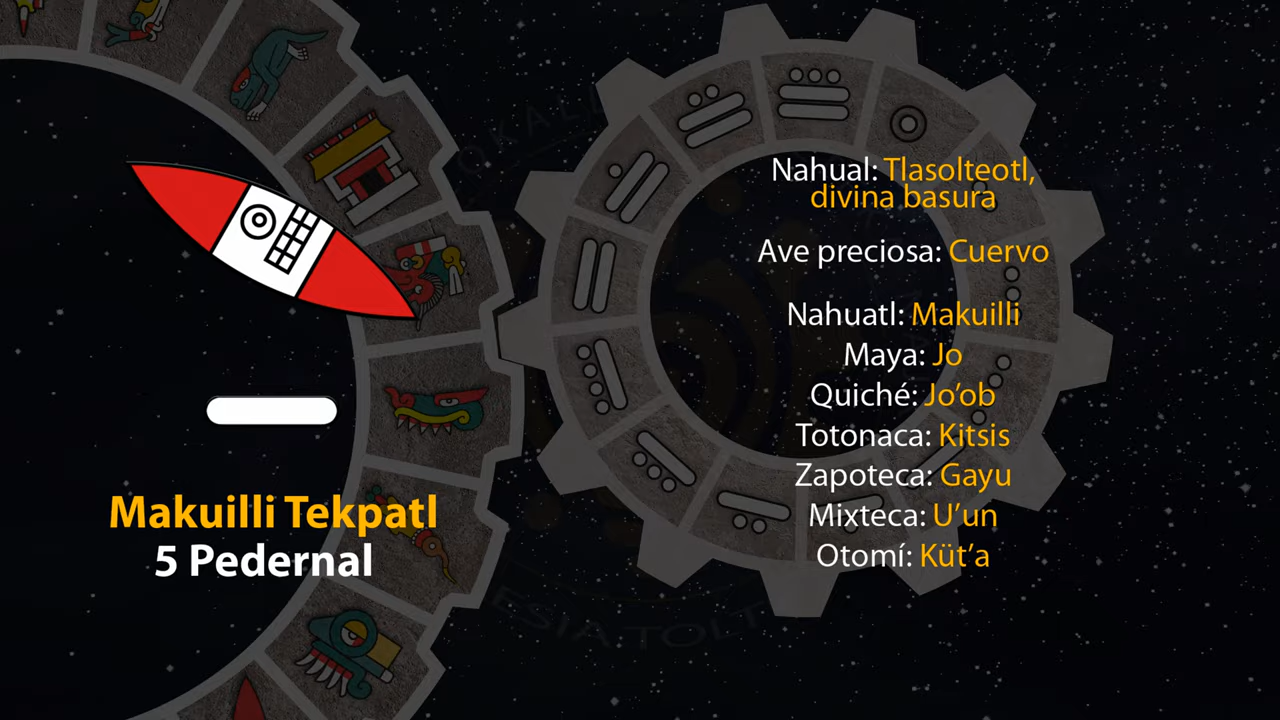 Makuilli Tekpatl
5 Pedernal
Nahual: Tlasolteotl,
divina basura
Ave preciosa: Cuervo
Nahuatl: Makuilli
Maya: Jo
Quiché: Jo’ob
Totonaca: Kitsis
Zapoteca: Gayu
Mixteca: U’un
Otomí: Küt’a